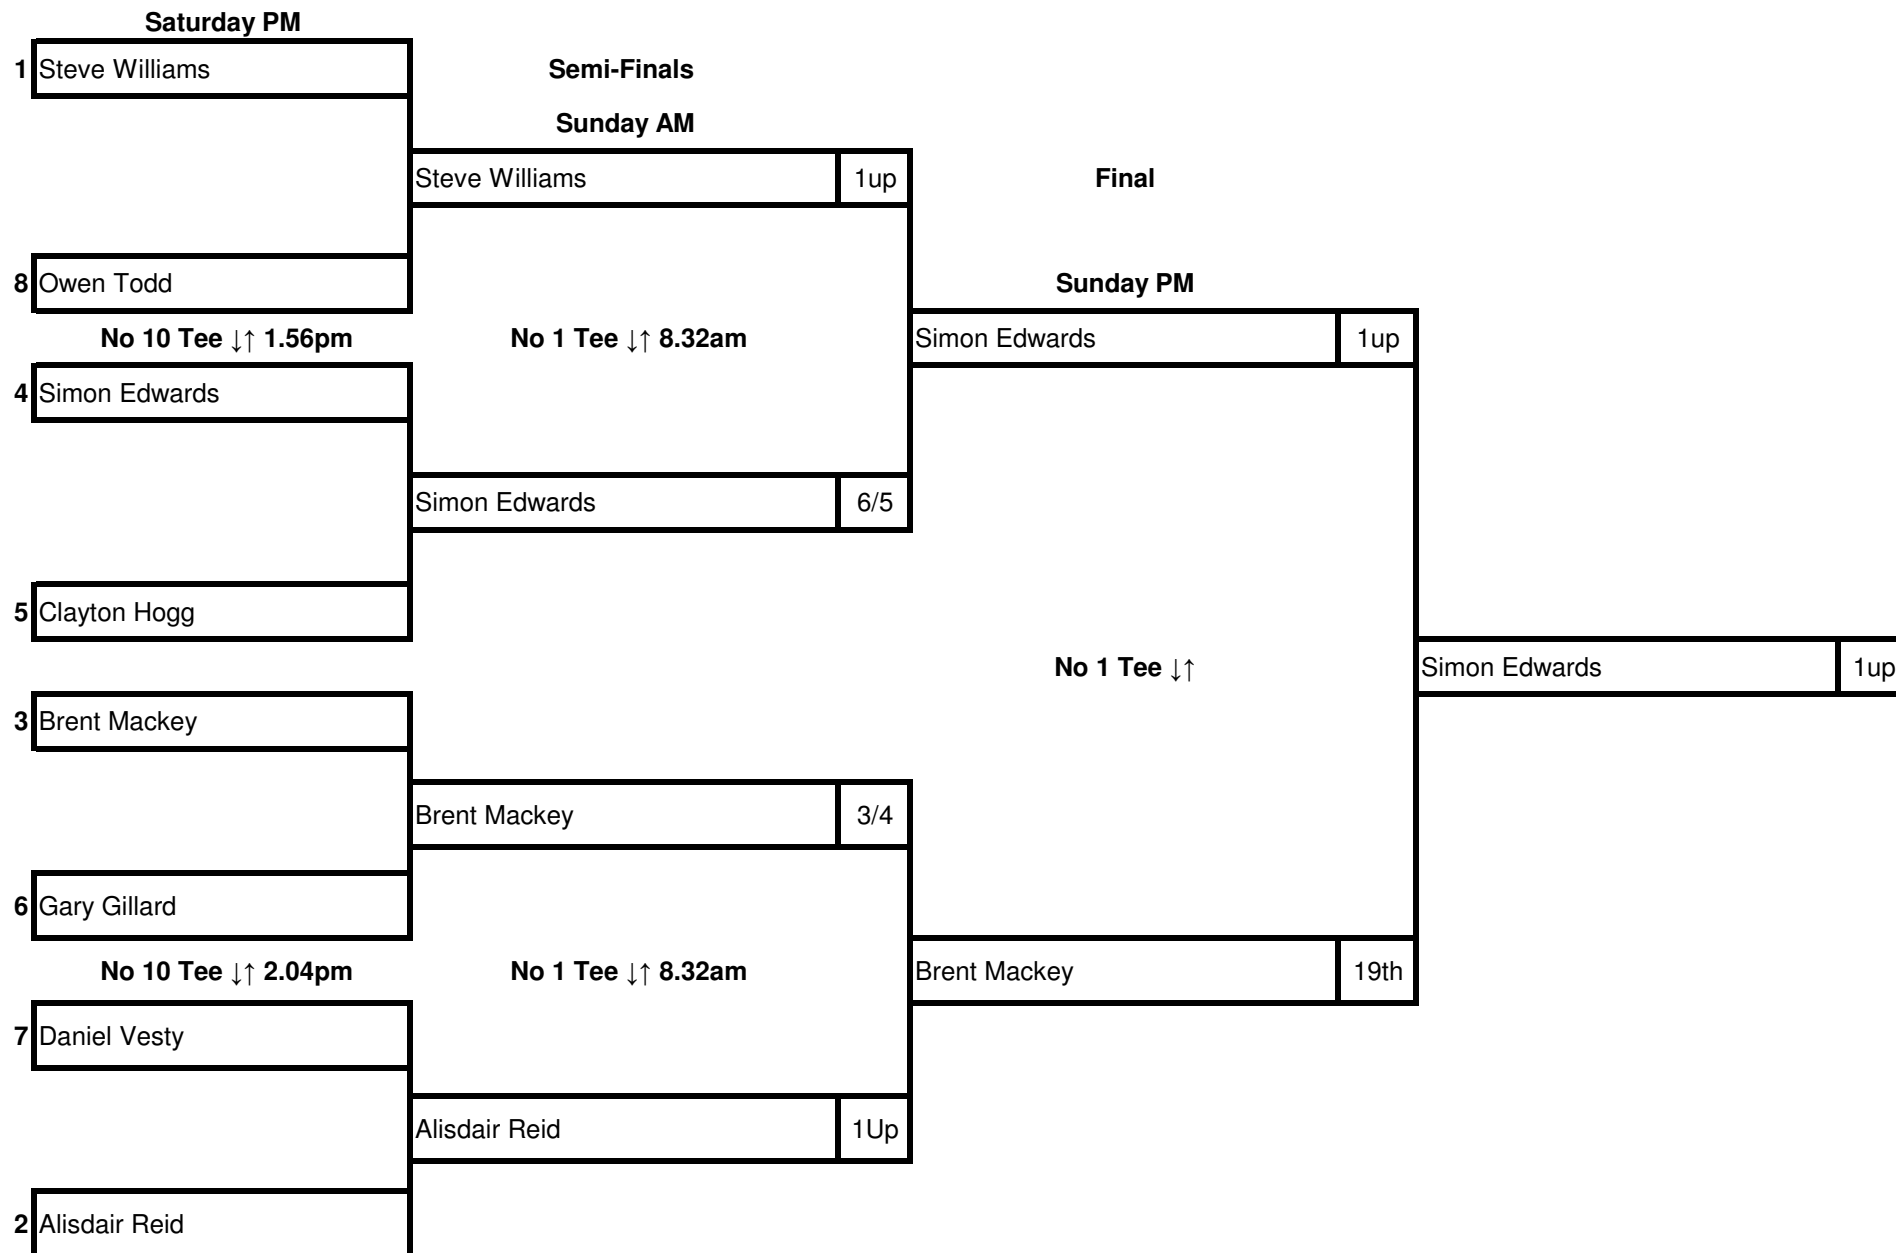 Saturday PM
1 Steve Williams
Semi-Finals
Sunday AM
Steve Williams 1up
Final
8 Owen Todd
Sunday PM
No 10 Tee ↓↑ 1.56pm
No 1 Tee ↓↑ 8.32am
Simon Edwards 1up
4 Simon Edwards
Simon Edwards 6/5
5 Clayton Hogg
No 1 Tee ↓↑
Simon Edwards 1up
3 Brent Mackey
Brent Mackey 3/4
6 Gary Gillard
No 10 Tee ↓↑ 2.04pm
No 1 Tee ↓↑ 8.32am
Brent Mackey 19th
7 Daniel Vesty
Alisdair Reid 1Up
2 Alisdair Reid